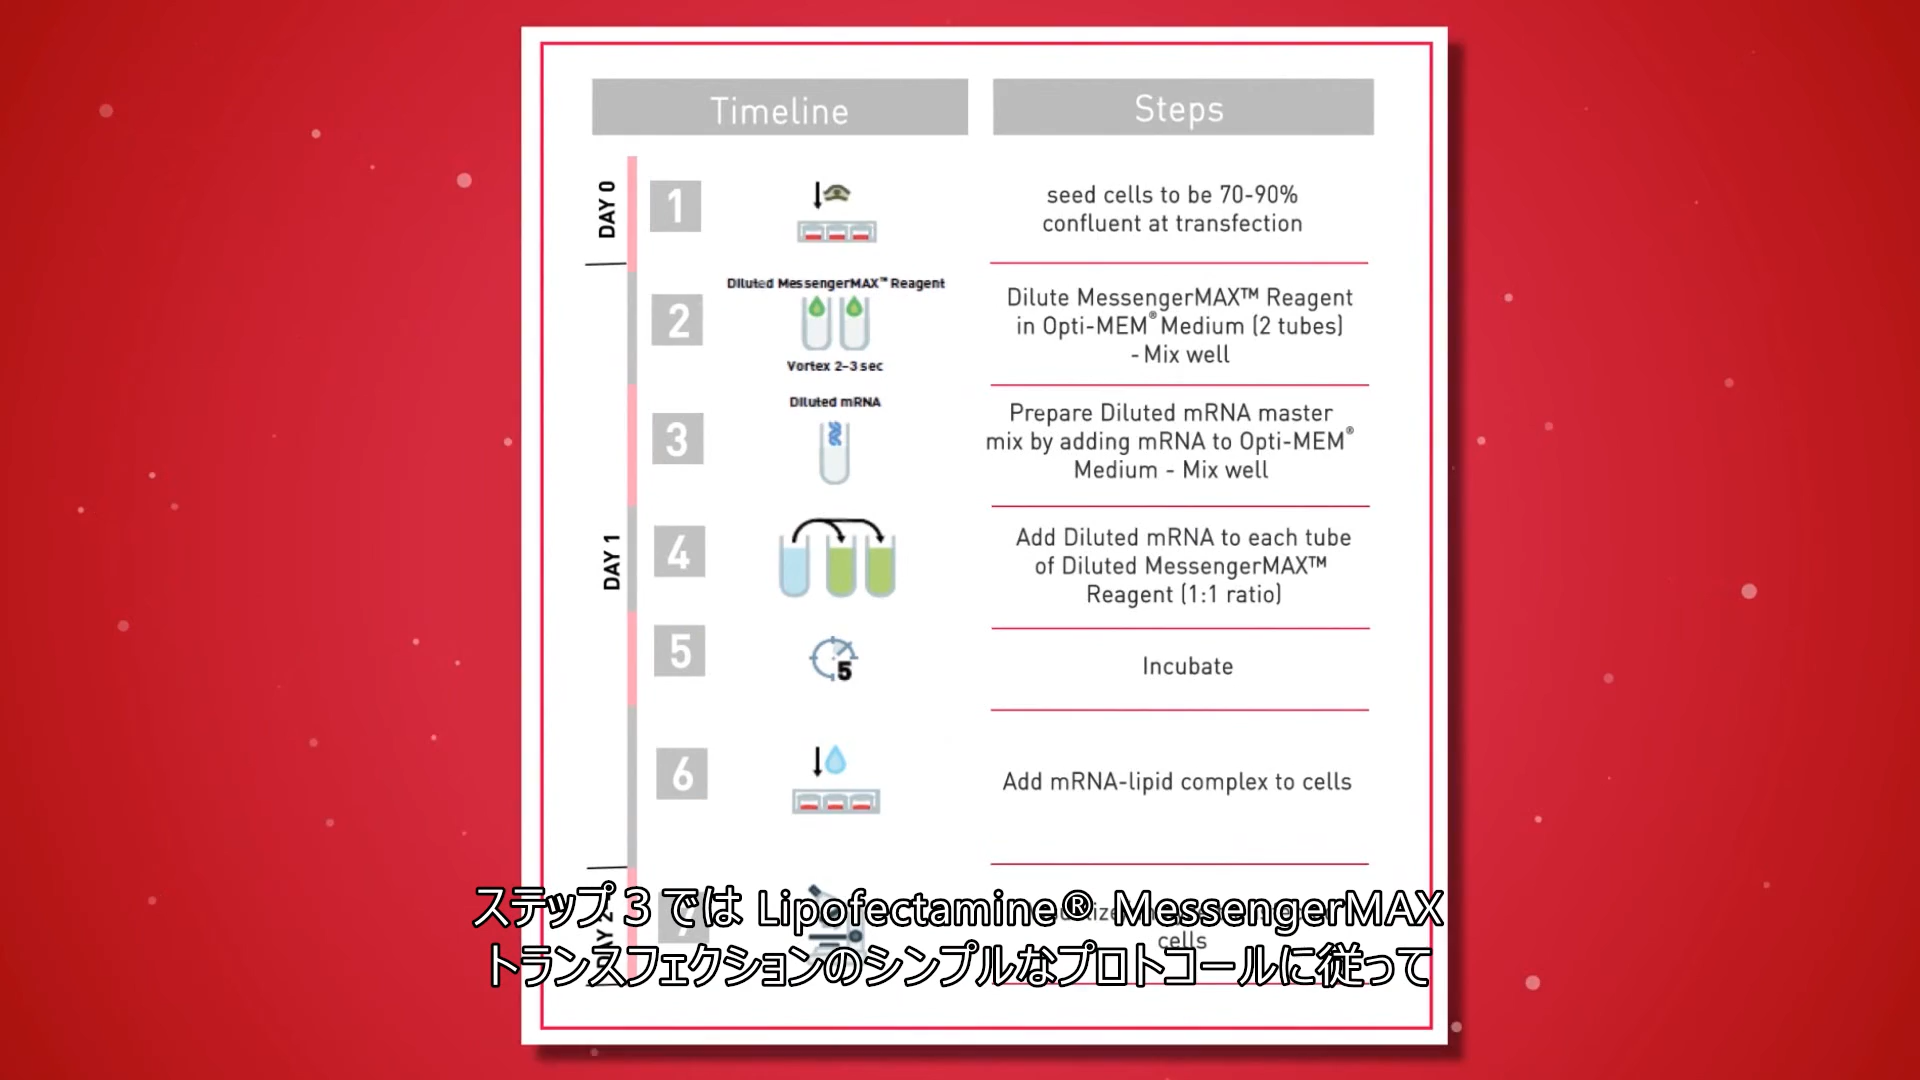 Timeline
Steps
DAY 0
1
seed cells to be 70-90%
confluent at transfection
DAY 1
2
Diluted MessengerMAX™ Reagent
Vortex 2–3 sec
Dilute MessengerMAX™ Reagent
in Opti-MEM® Medium (2 tubes)
- Mix well
3
Diluted mRNA
Prepare Diluted mRNA master
mix by adding mRNA to Opti-MEM®
Medium - Mix well
4
Add Diluted mRNA to each tube
of Diluted MessengerMAX™
Reagent (1:1 ratio)
5
5
Incubate
6
Add mRNA-lipid complex to cells
7
cells
ステップ 3 では Lipofectamine® MessengerMAX
トランスフェクションのシンプルなプロトコールに従って